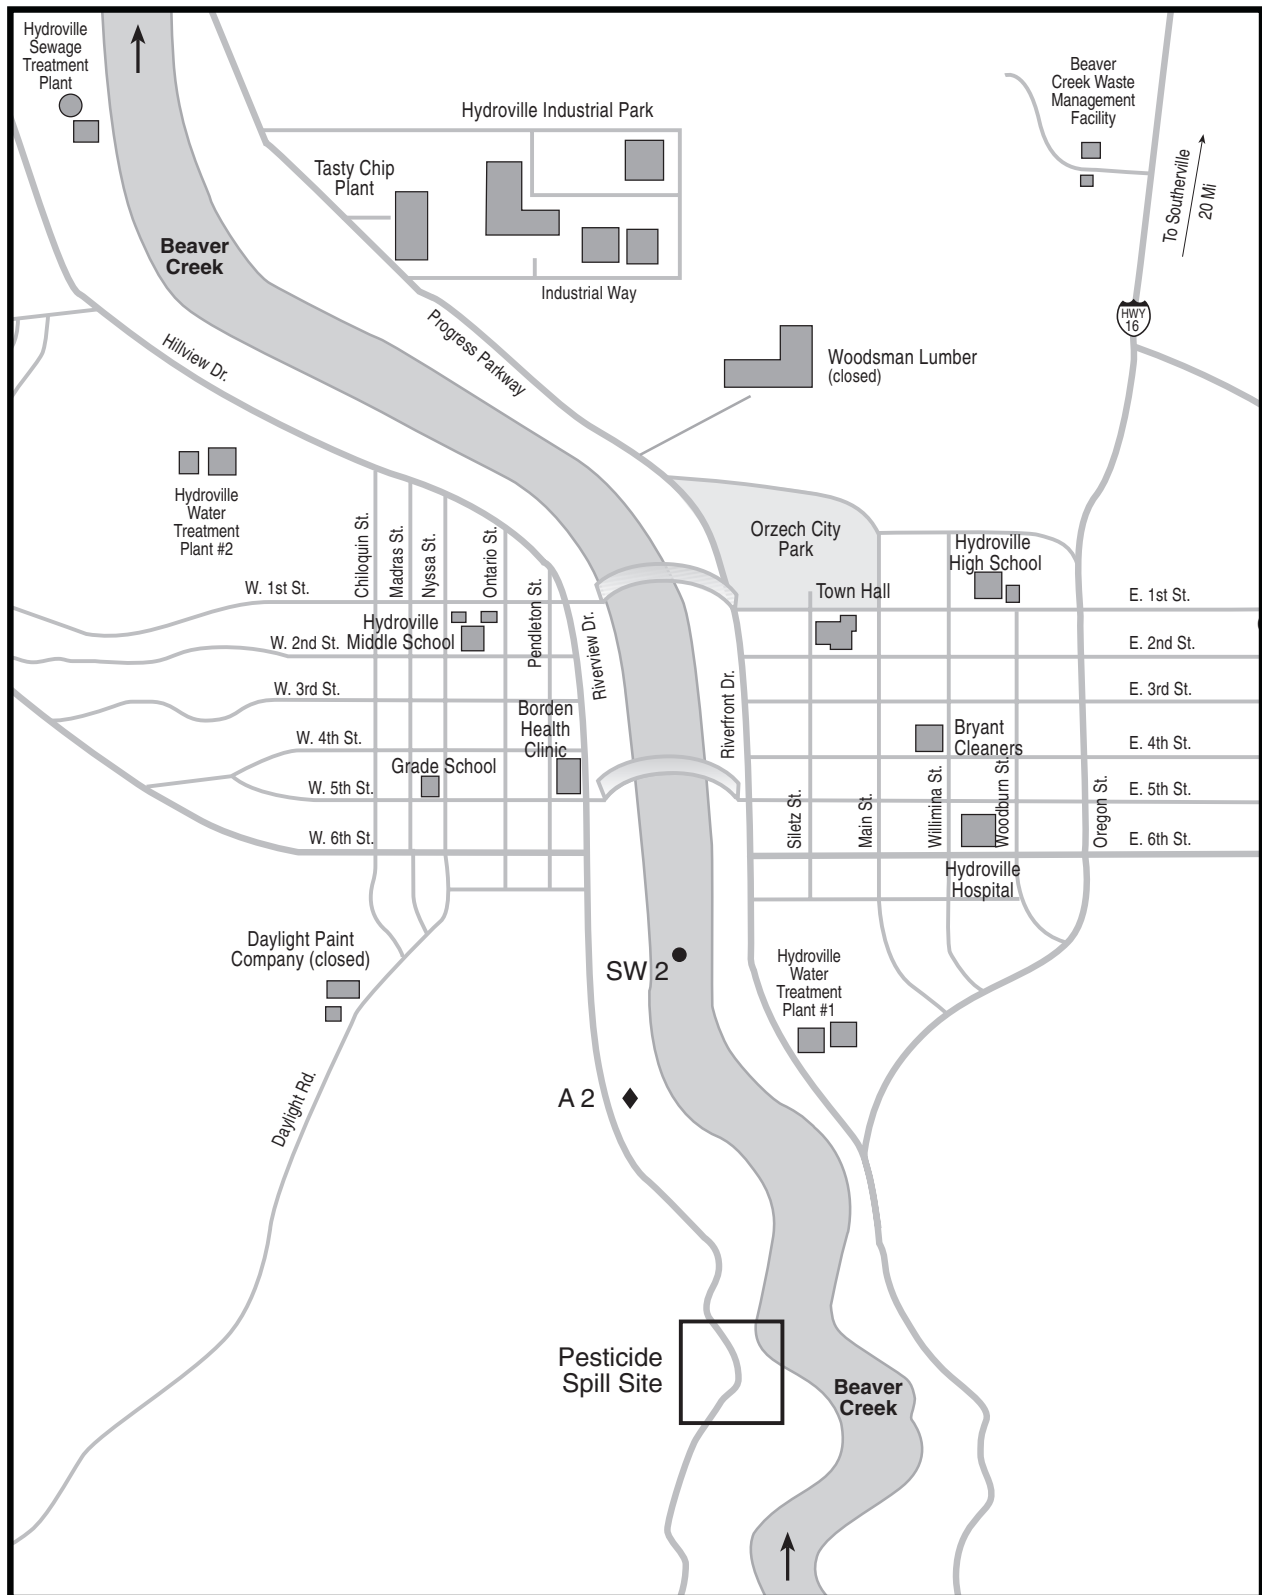 Hydroville
Sewage
Treatment
Plant
Beaver
Creek Waste
Management
Facility
Hydroville Industrial Park
Tasty Chip
Plant
To Southerville
20 Mi
Beaver
Creek
Industrial Way
HWY
16
Progress Parkway
Hillview Dr.
Woodsman Lumber
(closed)
Hydroville
Water
Treatment
Plant #2
Chiloquin St.
Madras St.
Nyssa St.
Ontario St.
Pendleton St.
Orzech City
Park
Hydroville
High School
W. 1st St.
Town Hall
E. 1st St.
Hydroville
Middle School
W. 2nd St.
E. 2nd St.
Riverview Dr.
Riverfront Dr.
W. 3rd St.
E. 3rd St.
Borden
Health
Clinic
Bryant
Cleaners
W. 4th St.
E. 4th St.
Grade School
W. 5th St.
E. 5th St.
Siletz St.
Main St.
Willimina St.
Woodburn St.
Oregon St.
W. 6th St.
E. 6th St.
Hydroville
Hospital
Daylight Paint
Company (closed)
SW 2
Hydroville
Water
Treatment
Plant #1
A 2
Daylight Rd.
Pesticide
Spill Site
Beaver
Creek